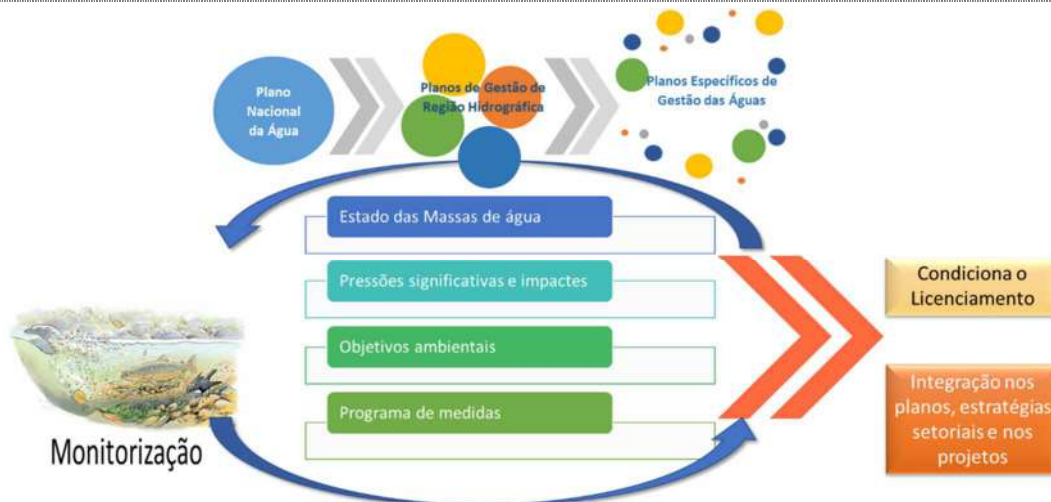 Plano
Nacional
da Água
Planos de Gestão de
Região Hidrográfica
Planos Específicos de
Gestão das Águas
Estado das Massas de água
Pressões significativas e impactes
Objetivos ambientais
Programa de medidas
Monitorização
Condiciona o
Licenciamento
Integração nos
planos, estratégias
setoriais e nos
projetos